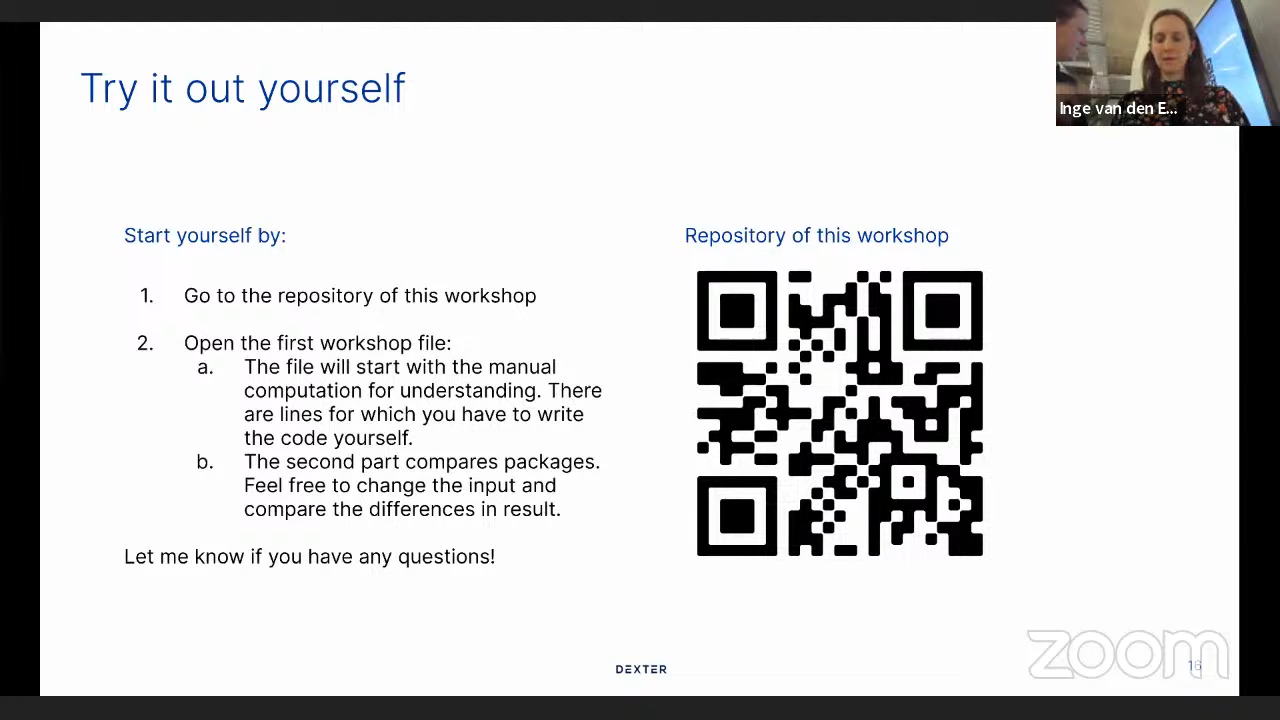 Try it out yourself
Inge van den E...
Start yourself by:
Repository of this workshop
1. Go to the repository of this workshop
2. Open the first workshop file:
a. The file will start with the manual
computation for understanding. There
are lines for which you have to write
the code yourself.
b. The second part compares packages.
Feel free to change the input and
compare the differences in result.
Let me know if you have any questions!
DEXTER
zoom
16